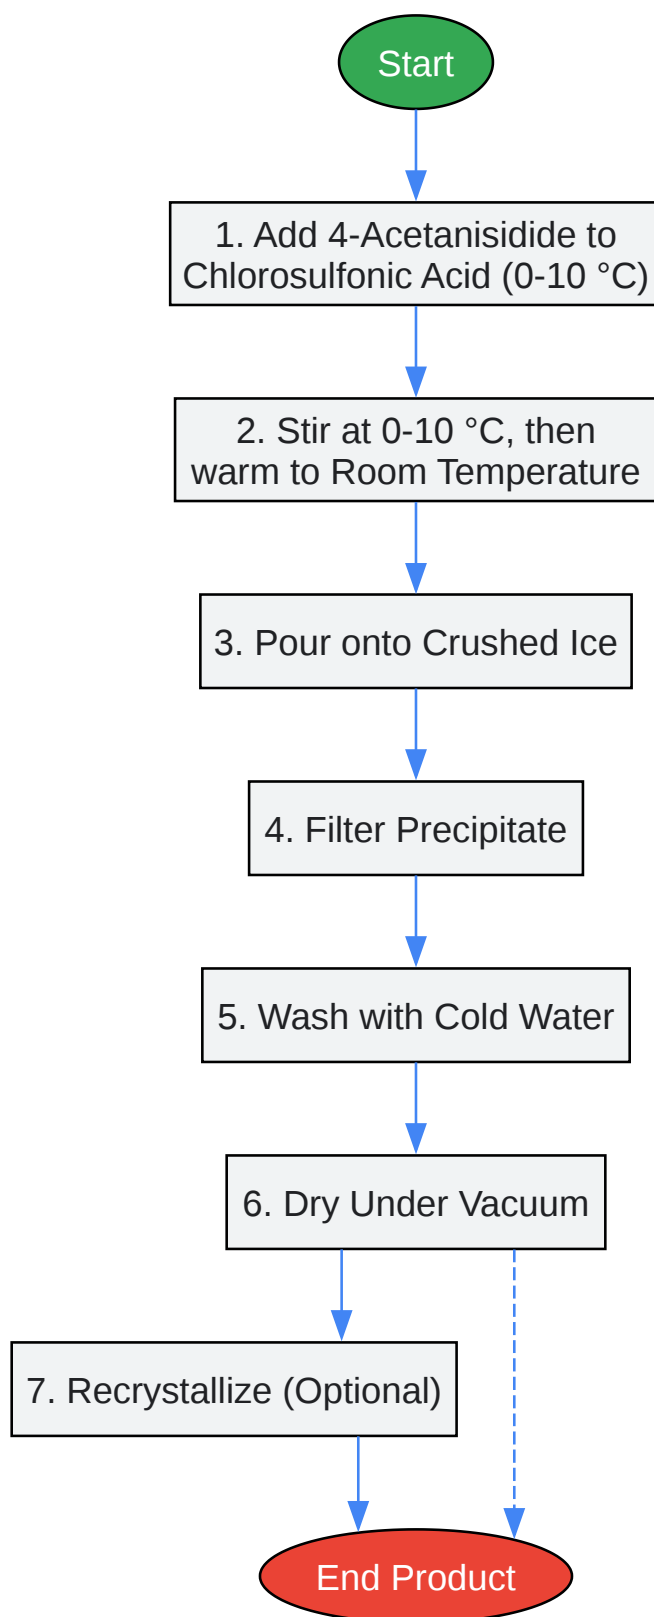 Start
1. Add 4-Acetanisidide to
Chlorosulfonic Acid (0-10 °C)
2. Stir at 0-10 °C, then
warm to Room Temperature
3. Pour onto Crushed Ice
4. Filter Precipitate
5. Wash with Cold Water
6. Dry Under Vacuum
7. Recrystallize (Optional)
End Product